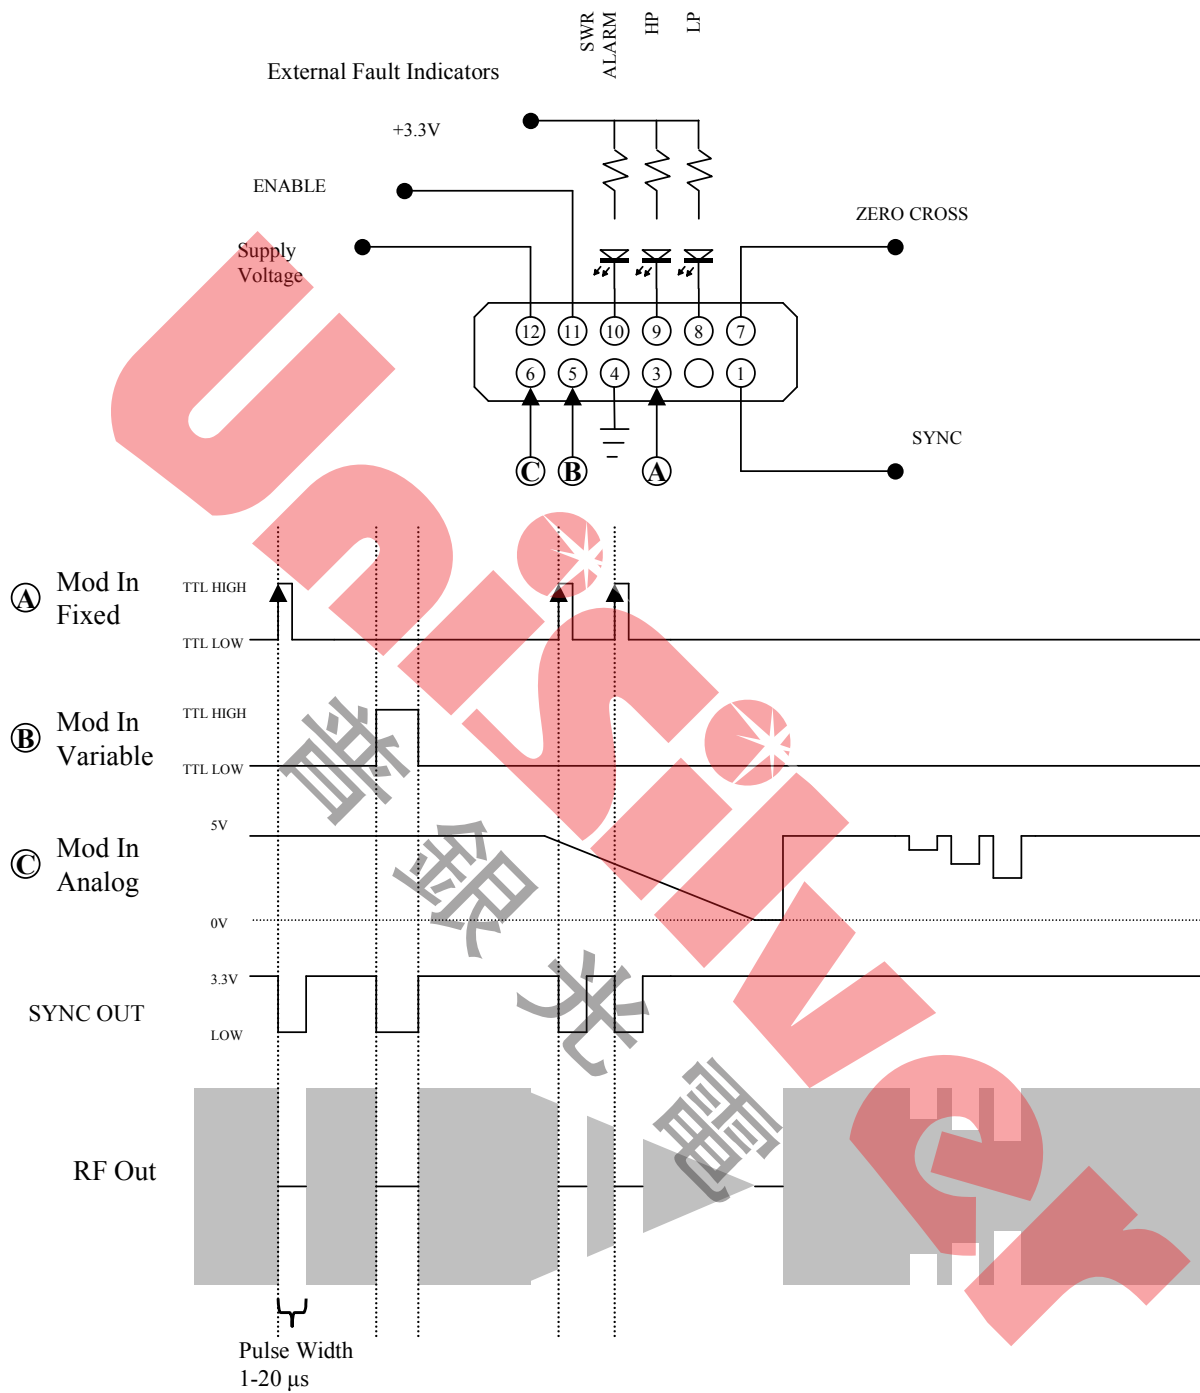 SWR
ALARM
HP
LP
External Fault Indicators
+3.3V
ENABLE
ZERO CROSS
Supply
Voltage
12 11 10 9 8 7
6 5 4 3 1
SYNC
C B A
A Mod In
Fixed
TTL HIGH
TTL LOW
B Mod In
Variable
TTL HIGH
TTL LOW
C Mod In
Analog
5V
0V
SYNC OUT
3.3V
LOW
RF Out
Pulse Width
1-20 µs
Unisilver
普銀光電